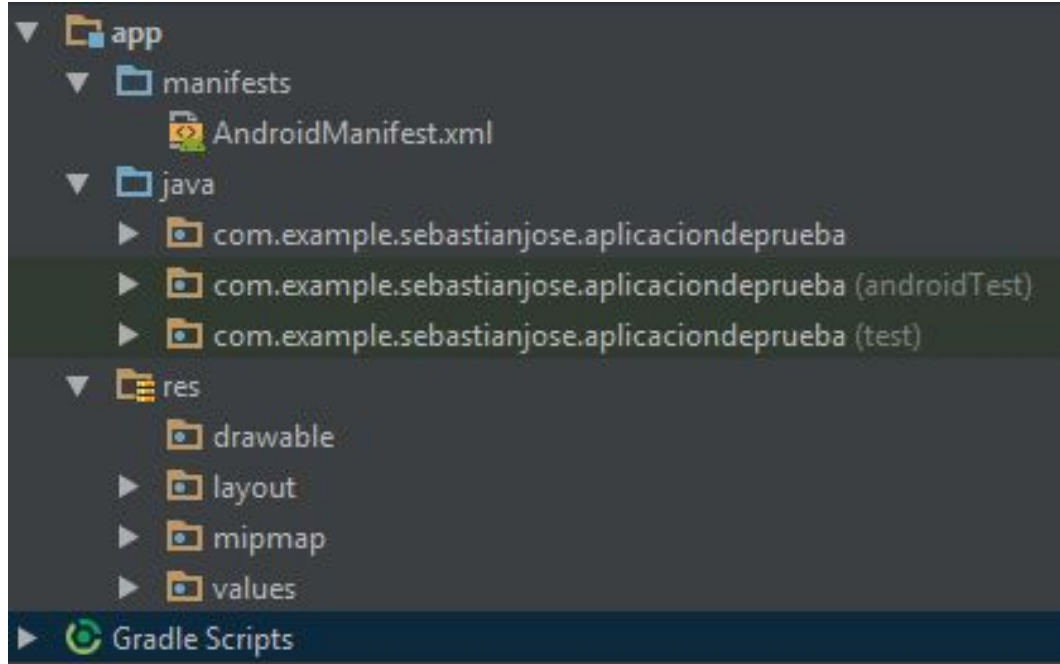 app
manifests
AndroidManifest.xml
java
com.example.sebastianjose.aplicaciondeprueba
com.example.sebastianjose.aplicaciondeprueba (androidTest)
com.example.sebastianjose.aplicaciondeprueba (test)
res
drawable
layout
mipmap
values
Gradle Scripts